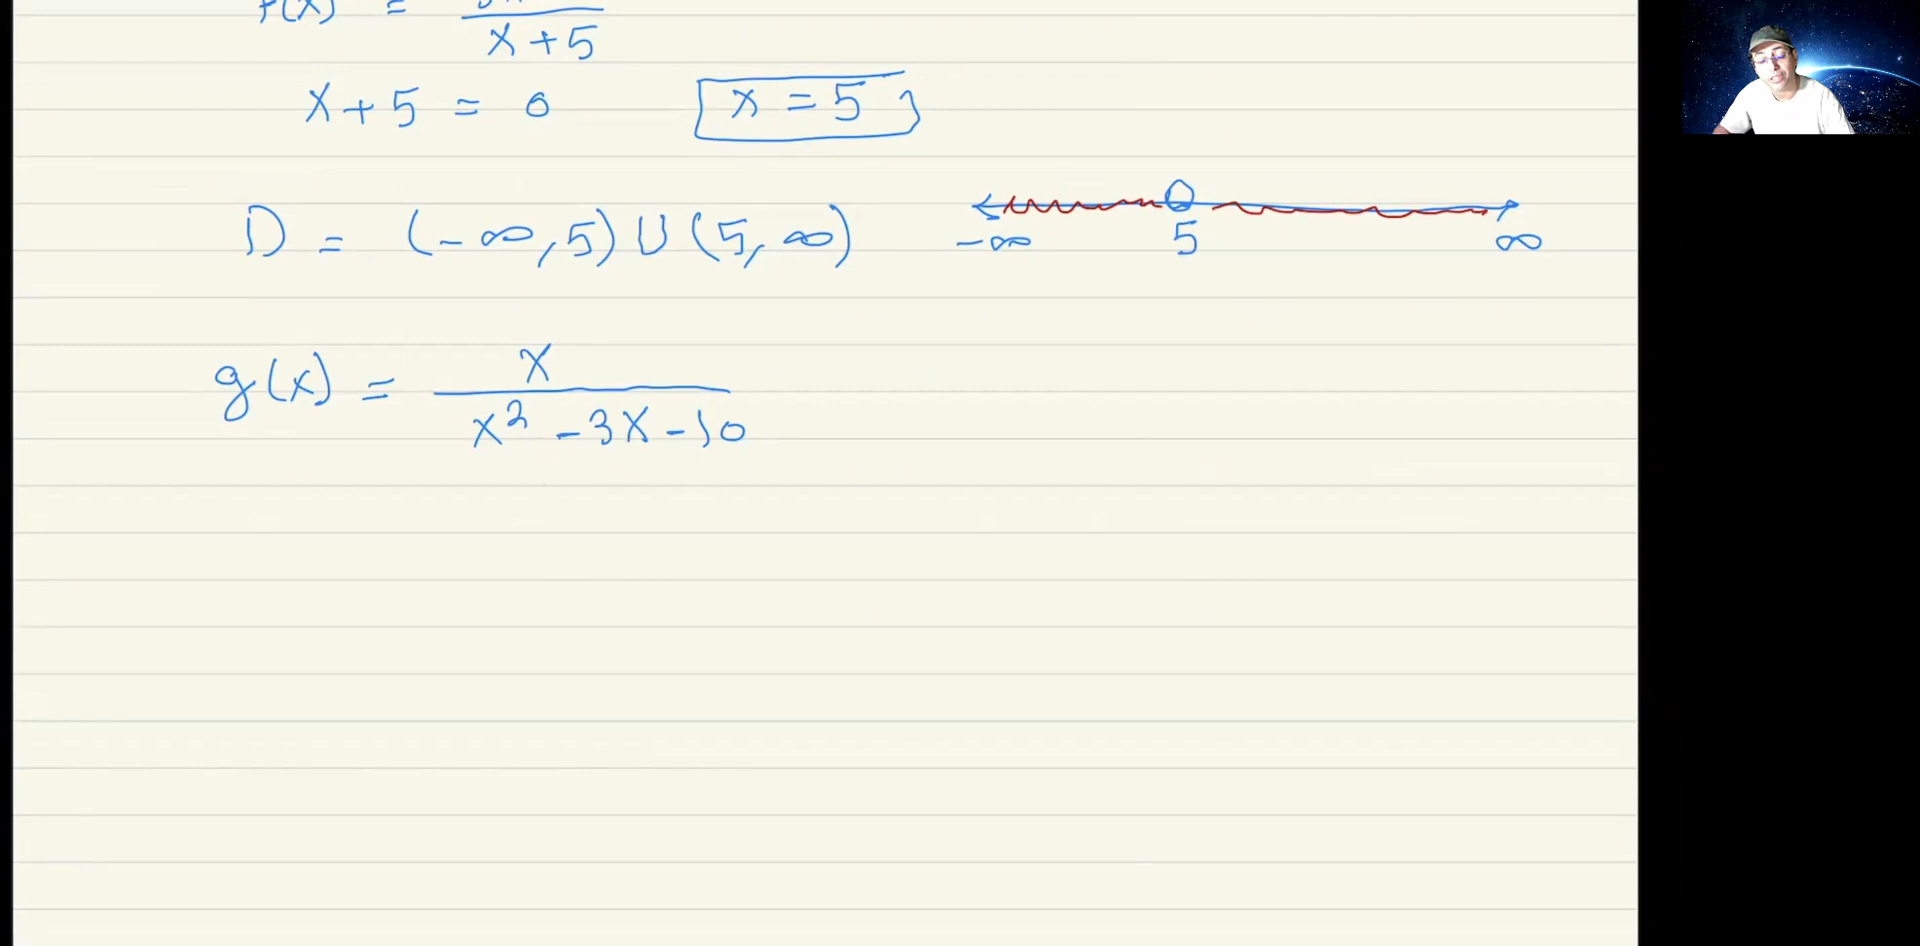 f(x) =
x + 5
x + 5 = 0 x = 5
D = (-∞, 5) U (5, ∞) -∞ 5 ∞
g(x) = x / x² - 3x - 10